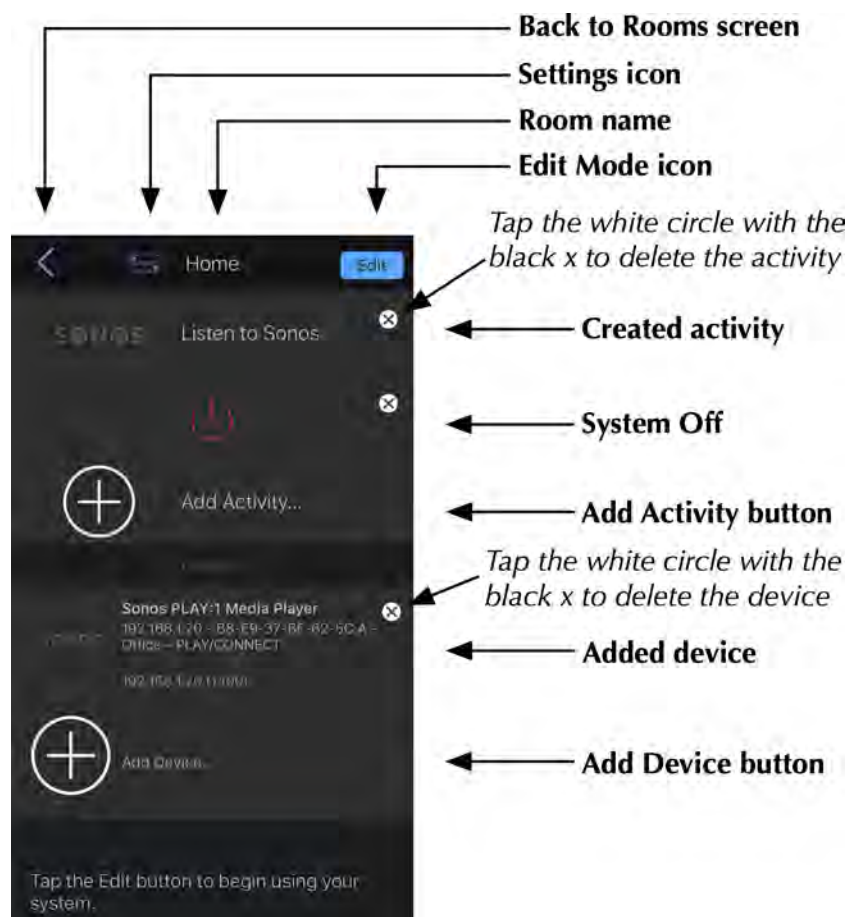 Back to Rooms screen
Settings icon
Room name
Edit Mode icon
Tap the white circle with the
black x to delete the activity
Home
Edit
SONOS
Listen to Sonos
Created activity
System Off
Add Activity...
Add Activity button
Tap the white circle with the
black x to delete the device
Sonos PLAY:1 Media Player
Office - PLAY/CONNECT
Added device
Add Device...
Add Device button
Tap the Edit button to begin using your
system.